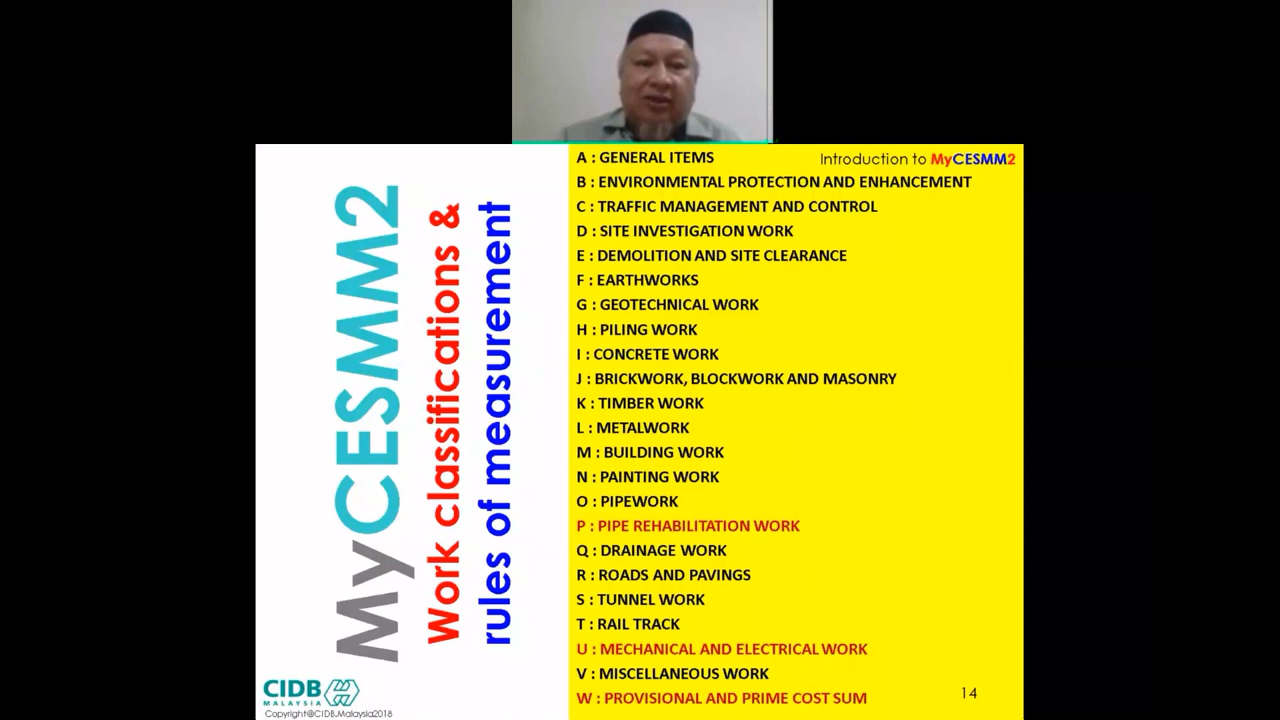 MyCESMM2
Work classifications &
rules of measurement
Introduction to MyCESMM2
A : GENERAL ITEMS
B : ENVIRONMENTAL PROTECTION AND ENHANCEMENT
C : TRAFFIC MANAGEMENT AND CONTROL
D : SITE INVESTIGATION WORK
E : DEMOLITION AND SITE CLEARANCE
F : EARTHWORKS
G : GEOTECHNICAL WORK
H : PILING WORK
I : CONCRETE WORK
J : BRICKWORK, BLOCKWORK AND MASONRY
K : TIMBER WORK
L : METALWORK
M : BUILDING WORK
N : PAINTING WORK
O : PIPEWORK
P : PIPE REHABILITATION WORK
Q : DRAINAGE WORK
R : ROADS AND PAVINGS
S : TUNNEL WORK
T : RAIL TRACK
U : MECHANICAL AND ELECTRICAL WORK
V : MISCELLANEOUS WORK
W : PROVISIONAL AND PRIME COST SUM
14
CIDB
MALAYSIA
Copyright@CIDB.Malaysia2018